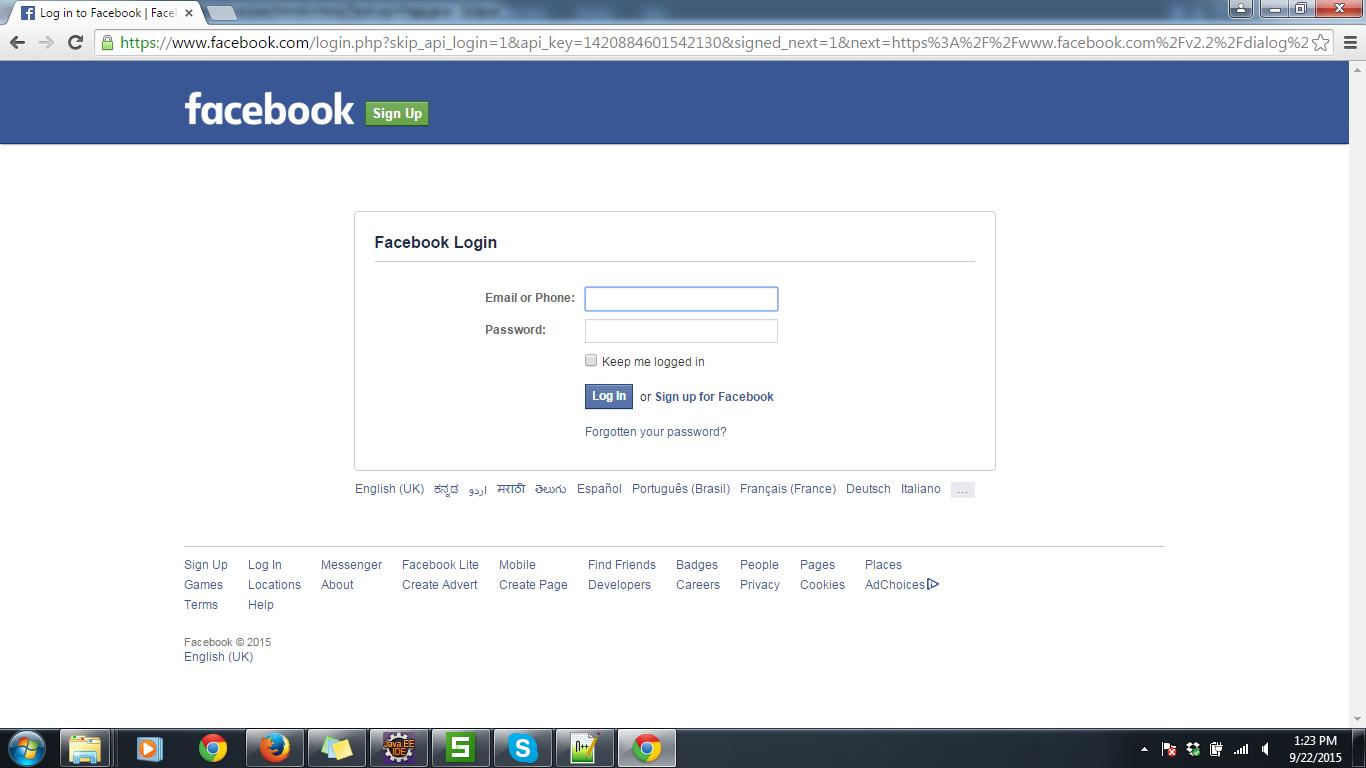 Log in to Facebook | Facel
https://www.facebook.com/login.php?skip_api_login=1&api_key=1420884601542130&signed_next=1&next=https%3A%2F%2Fwww.facebook.com%2Fv2.2%2Fdialog%2
facebook Sign Up
Facebook Login
Email or Phone:
Password:
Keep me logged in
Log In or Sign up for Facebook
Forgotten your password?
English (UK) ಕನ್ನಡ اردو मराठी తెలుగు Español Português (Brasil) Français (France) Deutsch Italiano ...
Sign Up Log In Messenger Facebook Lite Mobile Find Friends Badges People Pages Places
Games Locations About Create Advert Create Page Developers Careers Privacy Cookies AdChoices
Terms Help
Facebook © 2015
English (UK)
Java EE
IDE
1:23 PM
9/22/2015